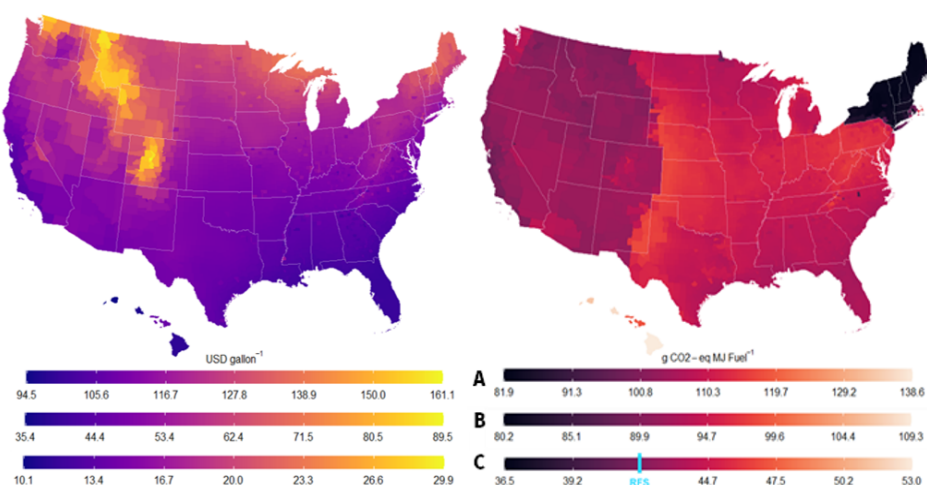 USD gallon⁻¹
94.5 105.6 116.7 127.8 138.9 150.0 161.1
35.4 44.4 53.4 62.4 71.5 80.5 89.5
10.1 13.4 16.7 20.0 23.3 26.6 29.9
g CO2−eq MJ Fuel⁻¹
A
81.9 91.3 100.8 110.3 119.7 129.2 138.6
B
80.2 85.1 89.9 94.7 99.6 104.4 109.3
C
36.5 39.2 RFS 44.7 47.5 50.2 53.0